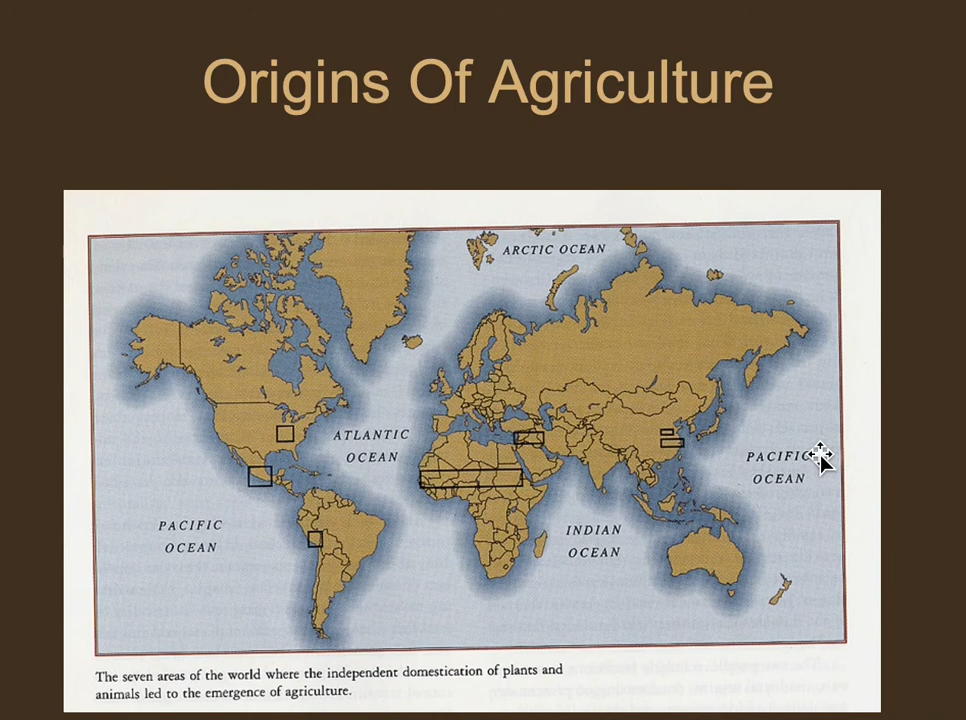 Origins Of Agriculture
ARCTIC OCEAN
ATLANTIC
OCEAN
PACIFIC
OCEAN
PACIFIC
OCEAN
INDIAN
OCEAN
The seven areas of the world where the independent domestication of plants and
animals led to the emergence of agriculture.